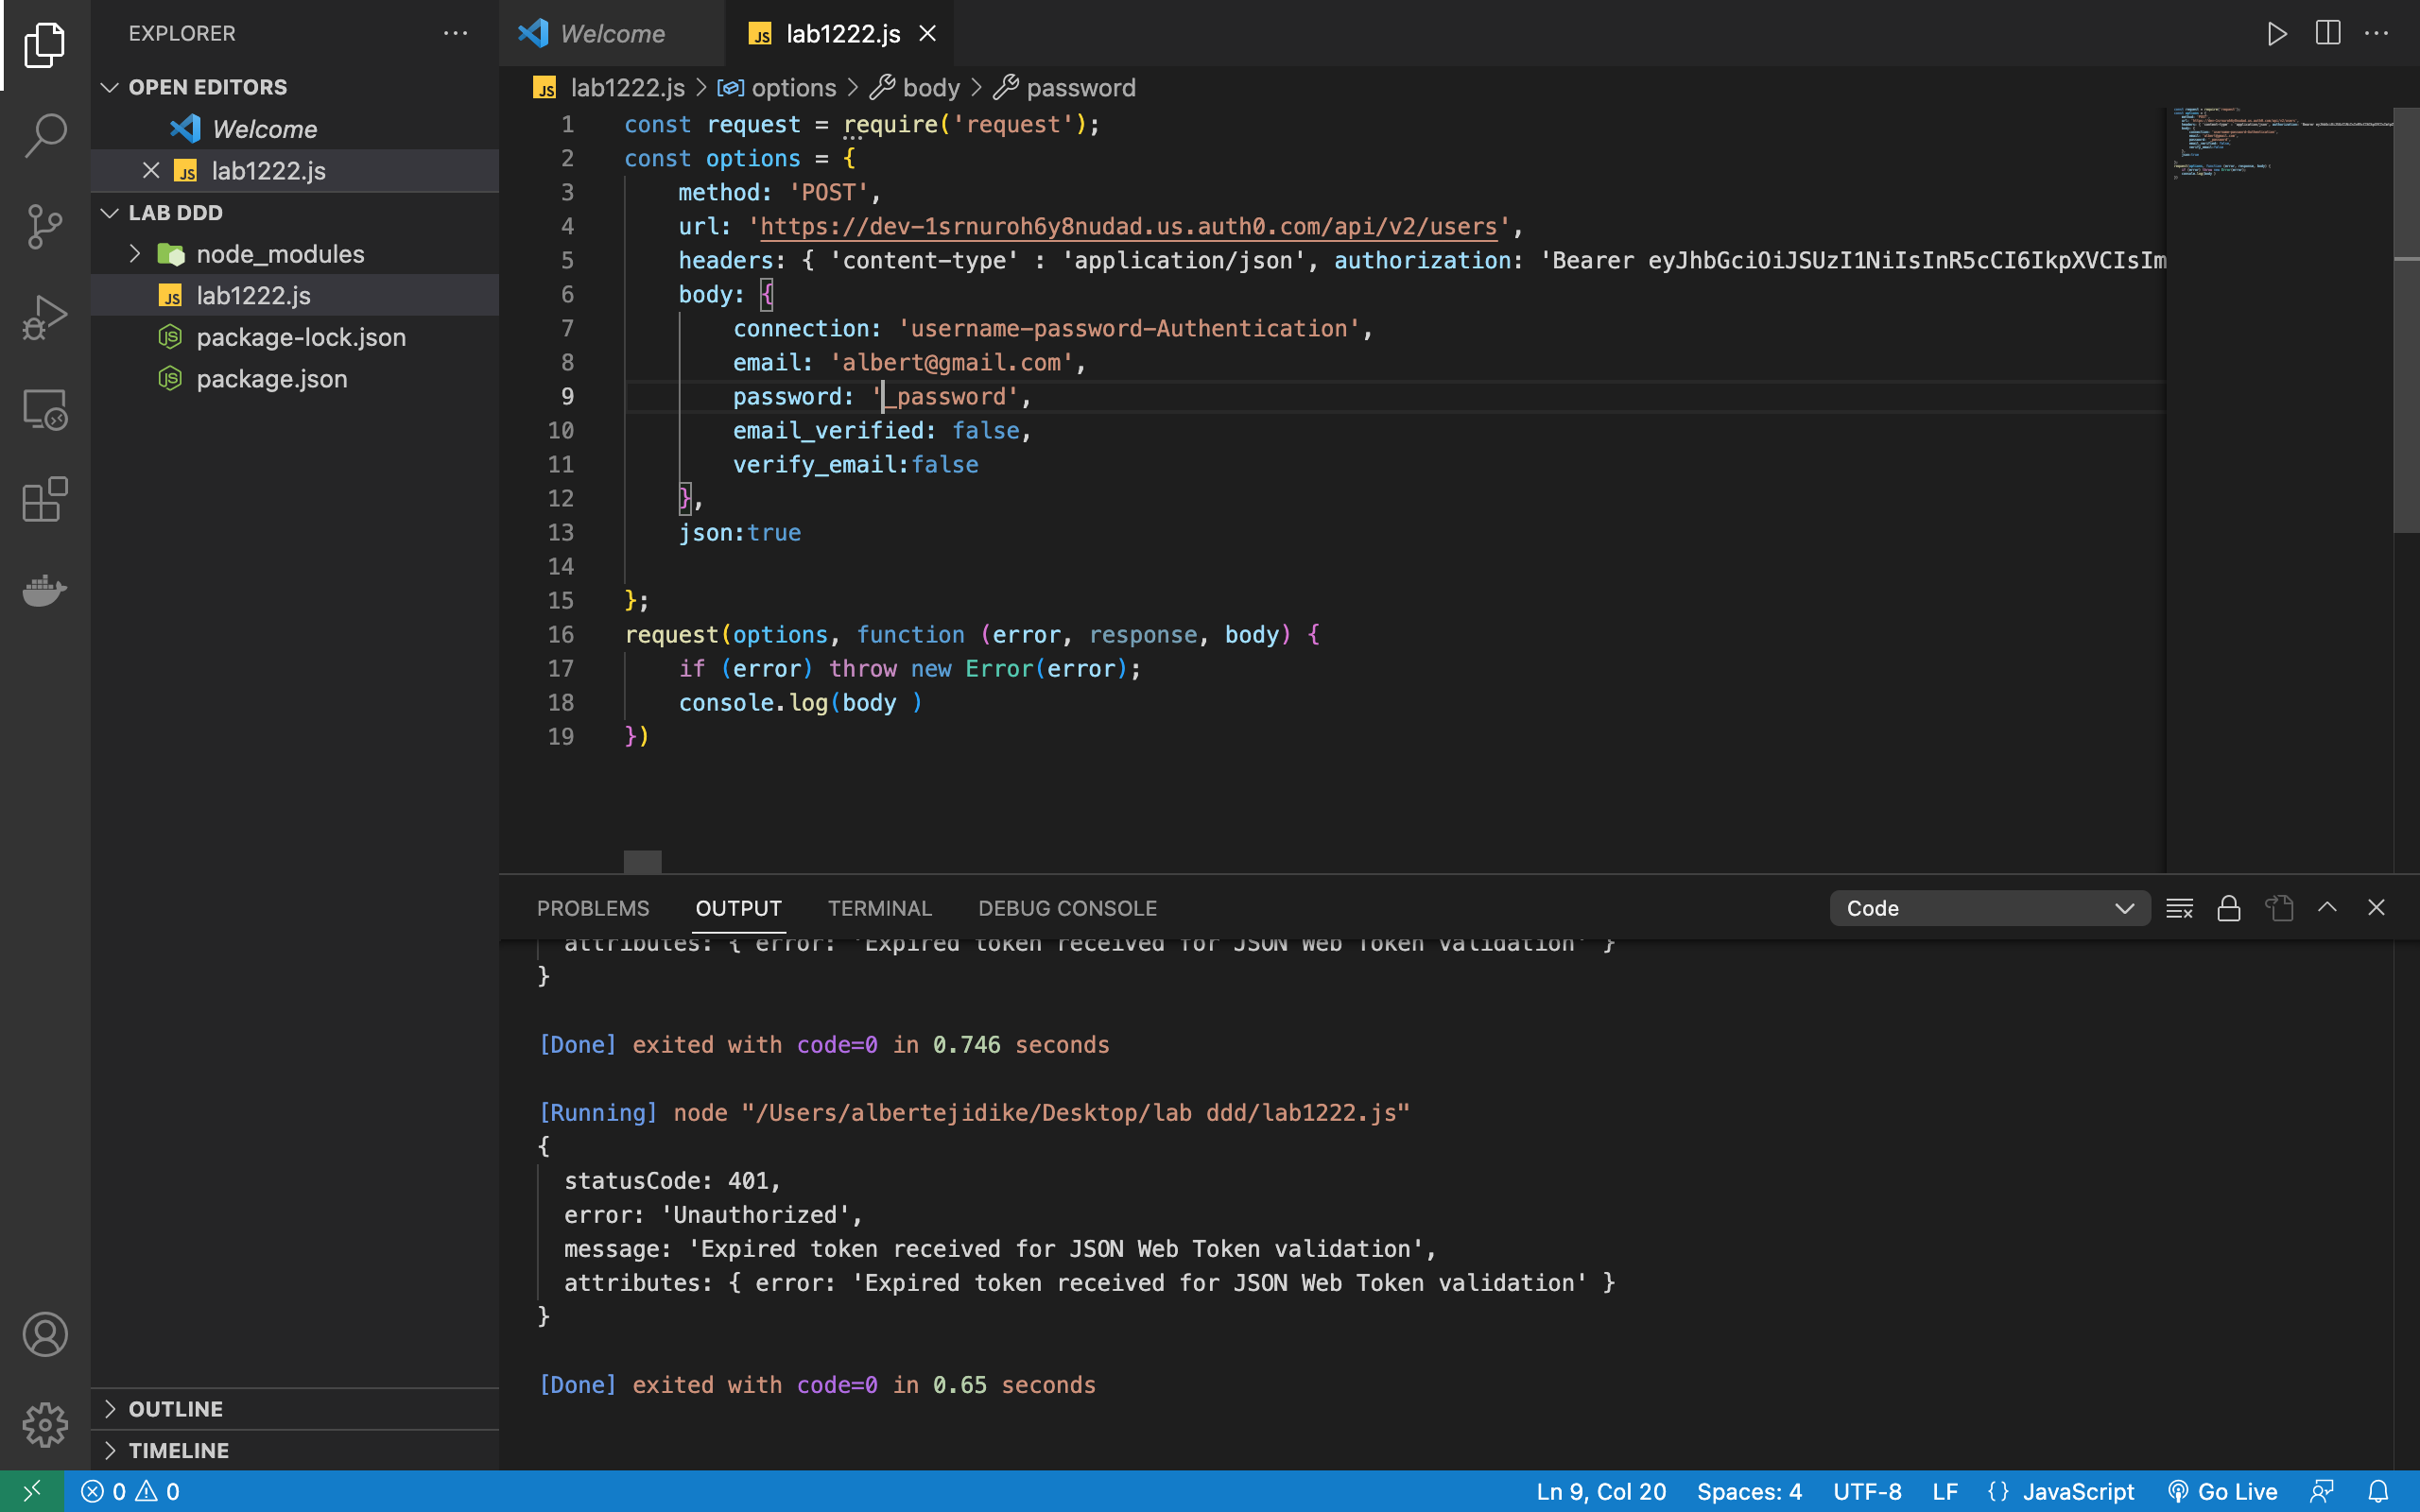 EXPLORER
OPEN EDITORS
Welcome
JS lab1222.js
LAB DDD
node_modules
JS lab1222.js
package-lock.json
package.json
OUTLINE
TIMELINE
Welcome
JS lab1222.js
JS lab1222.js > options > body > password
1 const request = require('request');
2 const options = {
3 method: 'POST',
4 url: 'https://dev-1srnuroh6y8nudad.us.auth0.com/api/v2/users',
5 headers: { 'content-type' : 'application/json', authorization: 'Bearer eyJhbGciOiJSUzI1NiIsInR5cCI6IkpXVCIsIm
6 body: {
7 connection: 'username-password-Authentication',
8 email: 'albert@gmail.com',
9 password: '_password',
10 email_verified: false,
11 verify_email:false
12 },
13 json:true
14
15 };
16 request(options, function (error, response, body) {
17 if (error) throw new Error(error);
18 console.log(body )
19 })
PROBLEMS OUTPUT TERMINAL DEBUG CONSOLE Code
attributes: { error: 'Expired token received for JSON Web Token validation' }
}
[Done] exited with code=0 in 0.746 seconds
[Running] node "/Users/albertejidike/Desktop/lab ddd/lab1222.js"
{
statusCode: 401,
error: 'Unauthorized',
message: 'Expired token received for JSON Web Token validation',
attributes: { error: 'Expired token received for JSON Web Token validation' }
}
[Done] exited with code=0 in 0.65 seconds
0 0 Ln 9, Col 20 Spaces: 4 UTF-8 LF {} JavaScript Go Live